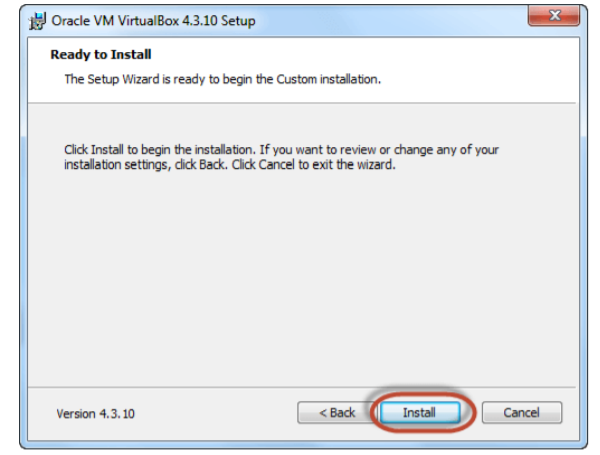 Oracle VM VirtualBox 4.3.10 Setup
Ready to Install
The Setup Wizard is ready to begin the Custom installation.
Click Install to begin the installation. If you want to review or change any of your
installation settings, click Back. Click Cancel to exit the wizard.
Version 4.3.10
< Back
Install
Cancel